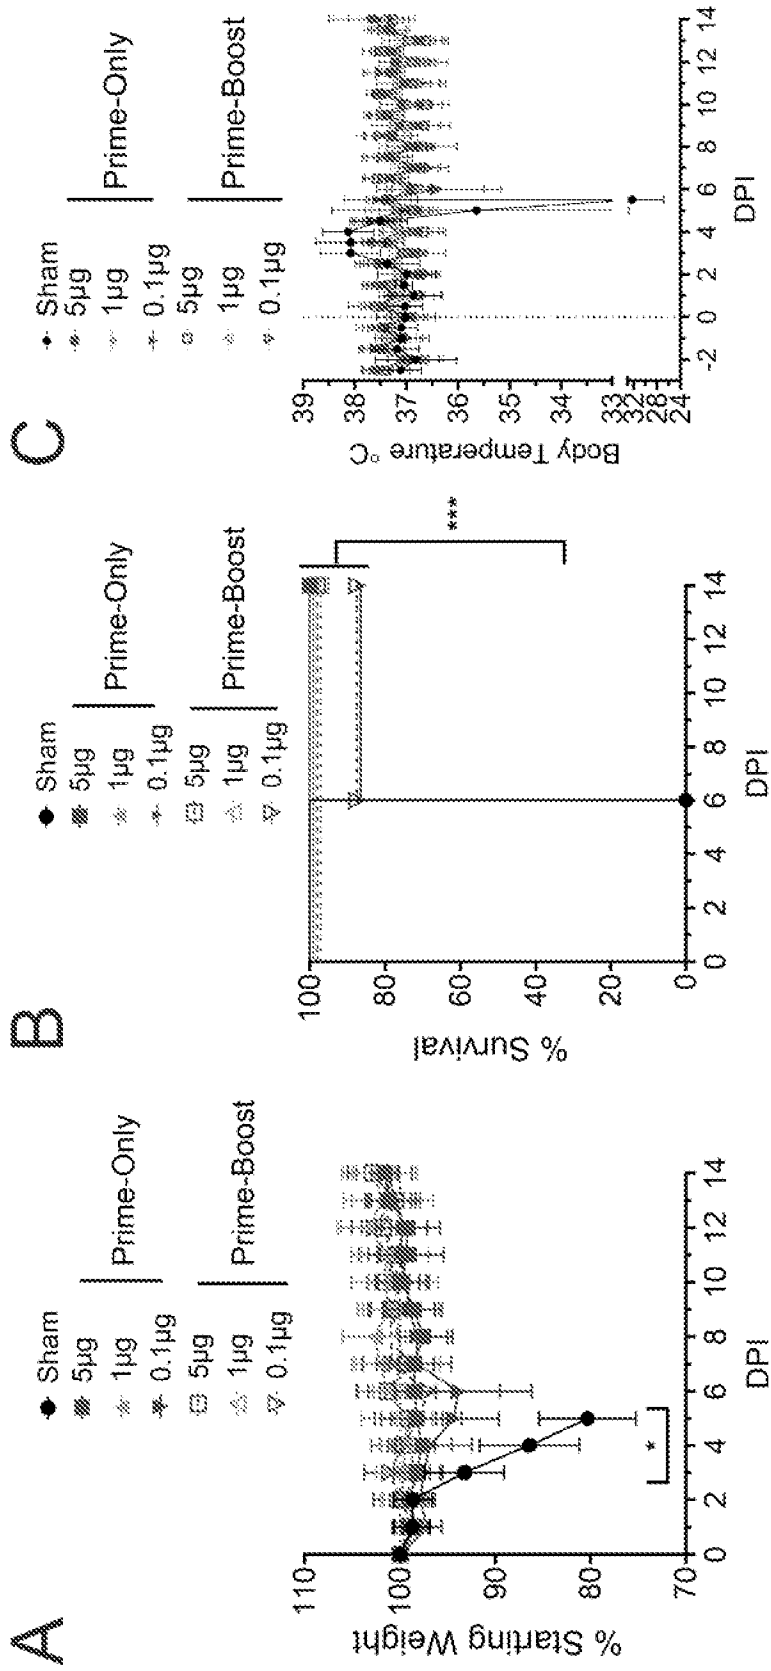 A
Sham
5µg
1µg
0.1µg
Prime-Only
5µg
1µg
0.1µg
Prime-Boost
% Starting Weight
110
100
90
80
70
0 2 4 6 8 10 12 14
DPI
*
B
Sham
5µg
1µg
0.1µg
Prime-Only
5µg
1µg
0.1µg
Prime-Boost
% Survival
100
80
60
40
20
0
0 2 4 6 8 10 12 14
DPI
***
C
Sham
5µg
1µg
0.1µg
Prime-Only
5µg
1µg
0.1µg
Prime-Boost
Body Temperature °C
39
38
37
36
35
34
33
32
28
24
-2 0 2 4 6 8 10 12 14
DPI